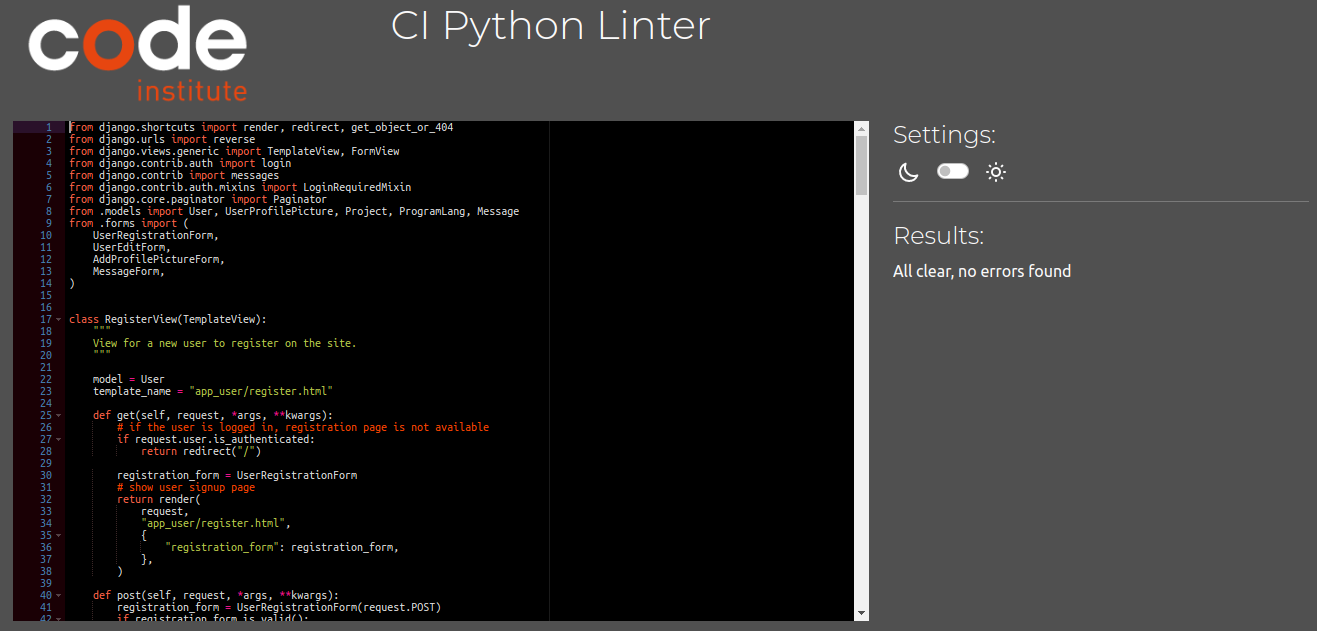 code
institute
CI Python Linter
1 from django.shortcuts import render, redirect, get_object_or_404
2 from django.urls import reverse
3 from django.views.generic import TemplateView, FormView
4 from django.contrib.auth import login
5 from django.contrib import messages
6 from django.contrib.auth.mixins import LoginRequiredMixin
7 from django.core.paginator import Paginator
8 from .models import User, UserProfilePicture, Project, ProgramLang, Message
9 from .forms import (
10     UserRegistrationForm,
11     UserEditForm,
12     AddProfilePictureForm,
13     MessageForm,
14 )
15
16
17 class RegisterView(TemplateView):
18     """
19     View for a new user to register on the site.
20     """
21
22     model = User
23     template_name = "app_user/register.html"
24
25     def get(self, request, *args, **kwargs):
26         # if the user is logged in, registration page is not available
27         if request.user.is_authenticated:
28             return redirect("/")
29
30         registration_form = UserRegistrationForm
31         # show user signup page
32         return render(
33             request,
34             "app_user/register.html",
35             {
36                 "registration_form": registration_form,
37             },
38         )
39
40     def post(self, request, *args, **kwargs):
41         registration_form = UserRegistrationForm(request.POST)
42         if registration_form.is_valid():
Settings:
Results:
All clear, no errors found